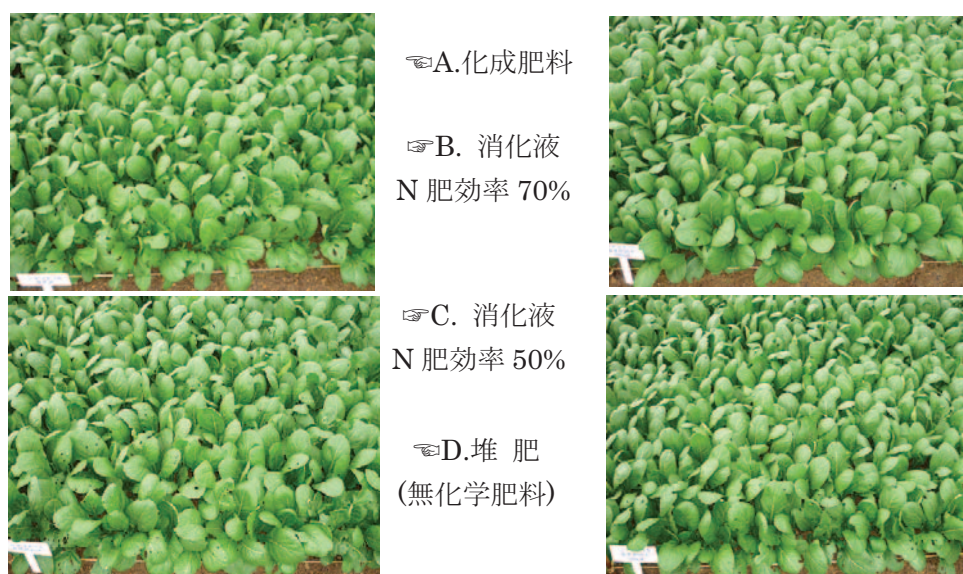 ☜A.化成肥料
☞B. 消化液
N 肥効率 70%
☞C. 消化液
N 肥効率 50%
☜D.堆 肥
(無化学肥料)